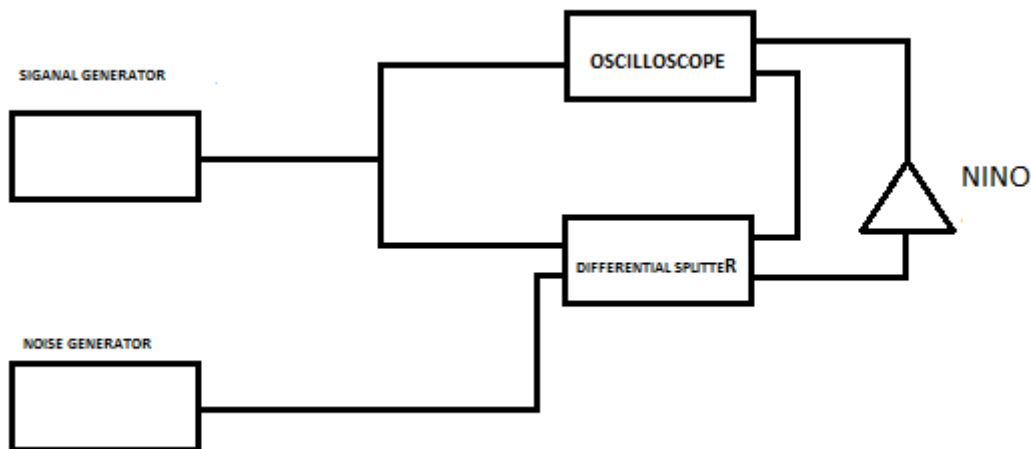 OSCILLOSCOPE
SIGANAL GENERATOR
NINO
DIFFERENTIAL SPLITTER
NOISE GENERATOR